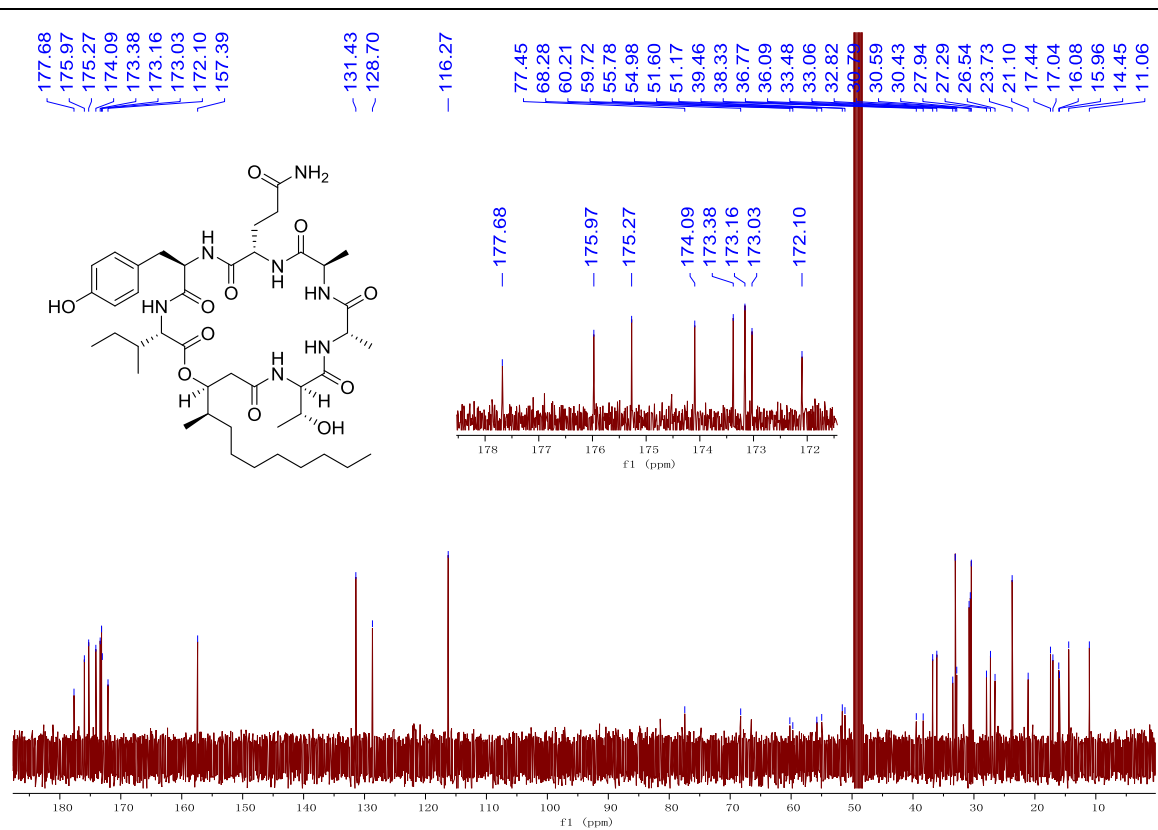 177.68
175.97
175.27
174.09
173.38
173.16
173.03
172.10
157.39
131.43
128.70
116.27
77.45
68.28
60.21
59.72
55.78
54.98
51.60
51.17
39.46
38.33
36.77
36.09
33.48
33.06
32.82
30.79
30.59
30.43
27.94
27.29
26.54
23.73
21.10
17.44
17.04
16.08
15.96
14.45
11.06
O
NH2
H
N
O
O
N
H
O
HO
HN
O
NH
O
O
O
NH
H
N
O
H
O
H
O
OH
177.68
175.97
175.27
174.09
173.38
173.16
173.03
172.10
178 177 176 175 174 173 172
f1 (ppm)
180 170 160 150 140 130 120 110 100 90 80 70 60 50 40 30 20 10
f1 (ppm)